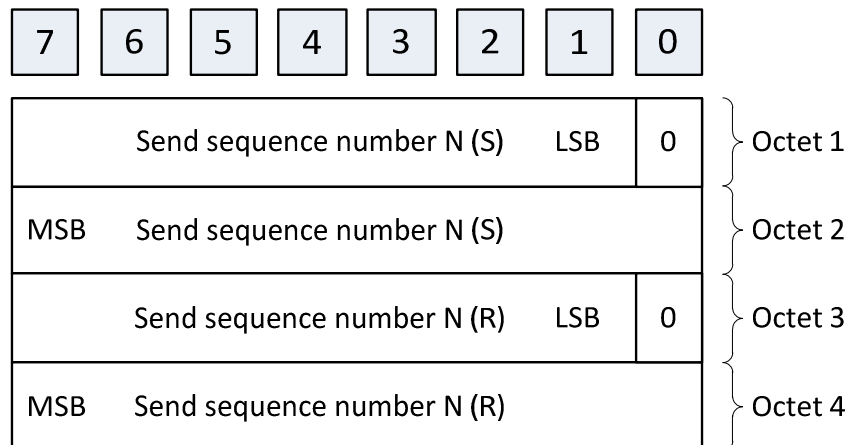 7 6 5 4 3 2 1 0
Send sequence number N (S) LSB 0 Octet 1
MSB Send sequence number N (S) Octet 2
Send sequence number N (R) LSB 0 Octet 3
MSB Send sequence number N (R) Octet 4